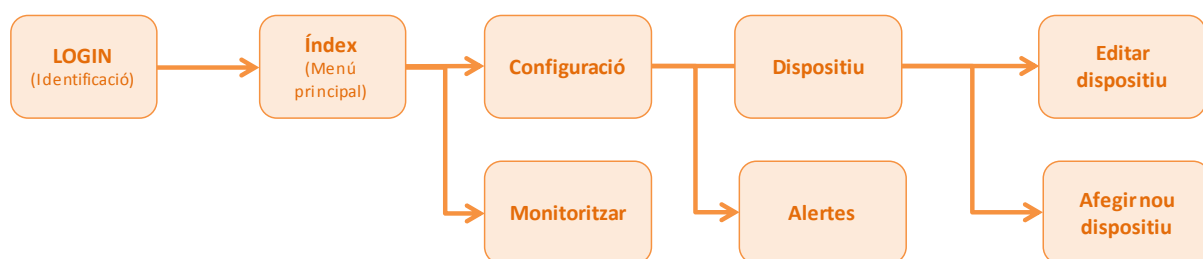 LOGIN
(Identificació)
Índex
(Menú
principal)
Configuració
Dispositiu
Editar
dispositiu
Monitoritzar
Alertes
Afegir nou
dispositiu